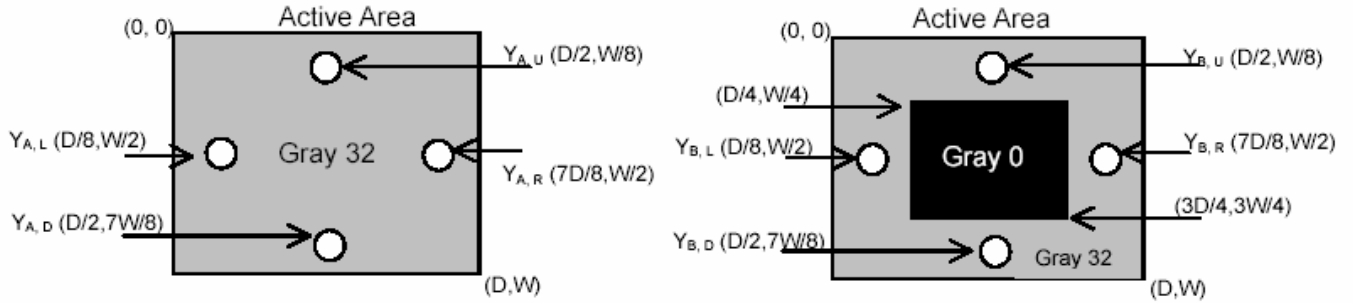 Active Area
(0, 0)
YA, U (D/2,W/8)
YA, L (D/8,W/2)
Gray 32
YA, R (7D/8,W/2)
YA, D (D/2,7W/8)
(D,W)
Active Area
(0, 0)
YB, U (D/2,W/8)
(D/4,W/4)
YB, L (D/8,W/2)
Gray 0
YB, R (7D/8,W/2)
(3D/4,3W/4)
YB, D (D/2,7W/8)
Gray 32
(D,W)